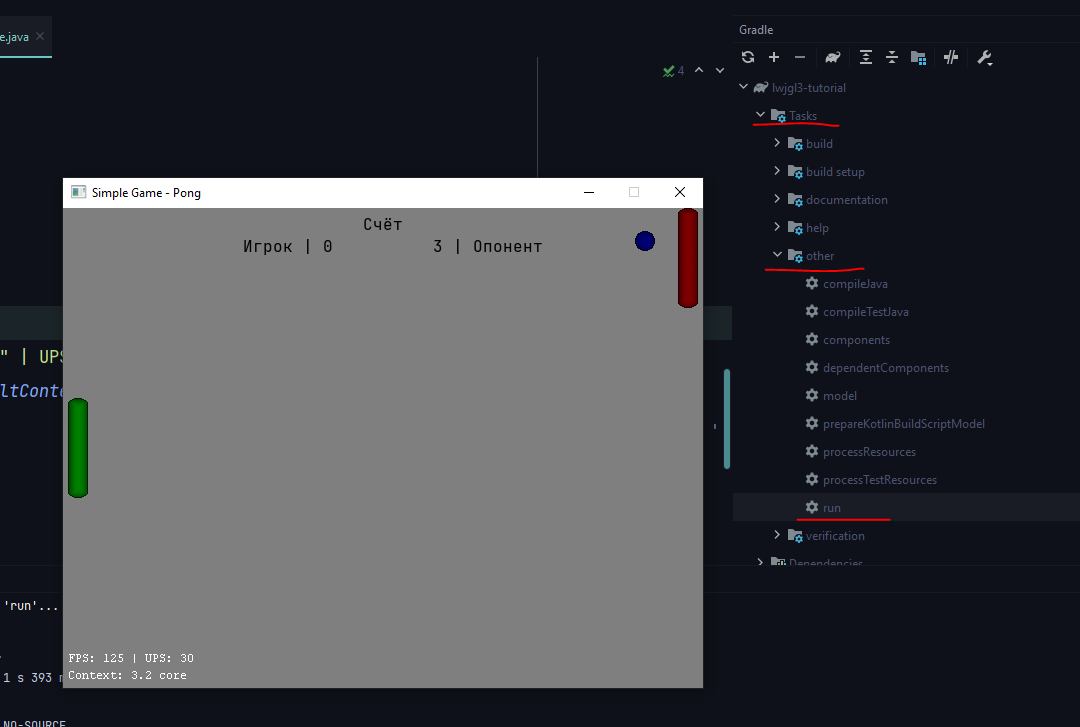 e.java
Gradle
4
lwjgl3-tutorial
Tasks
build
build setup
documentation
help
other
compileJava
compileTestJava
components
dependentComponents
model
prepareKotlinBuildScriptModel
processResources
processTestResources
run
verification
Dependencies
Simple Game - Pong
Счёт
Игрок | 0 3 | Опонент
" | UPS
ltConte
FPS: 125 | UPS: 30
Context: 3.2 core
'run'...
1 s 393 m
NO-SOURCE